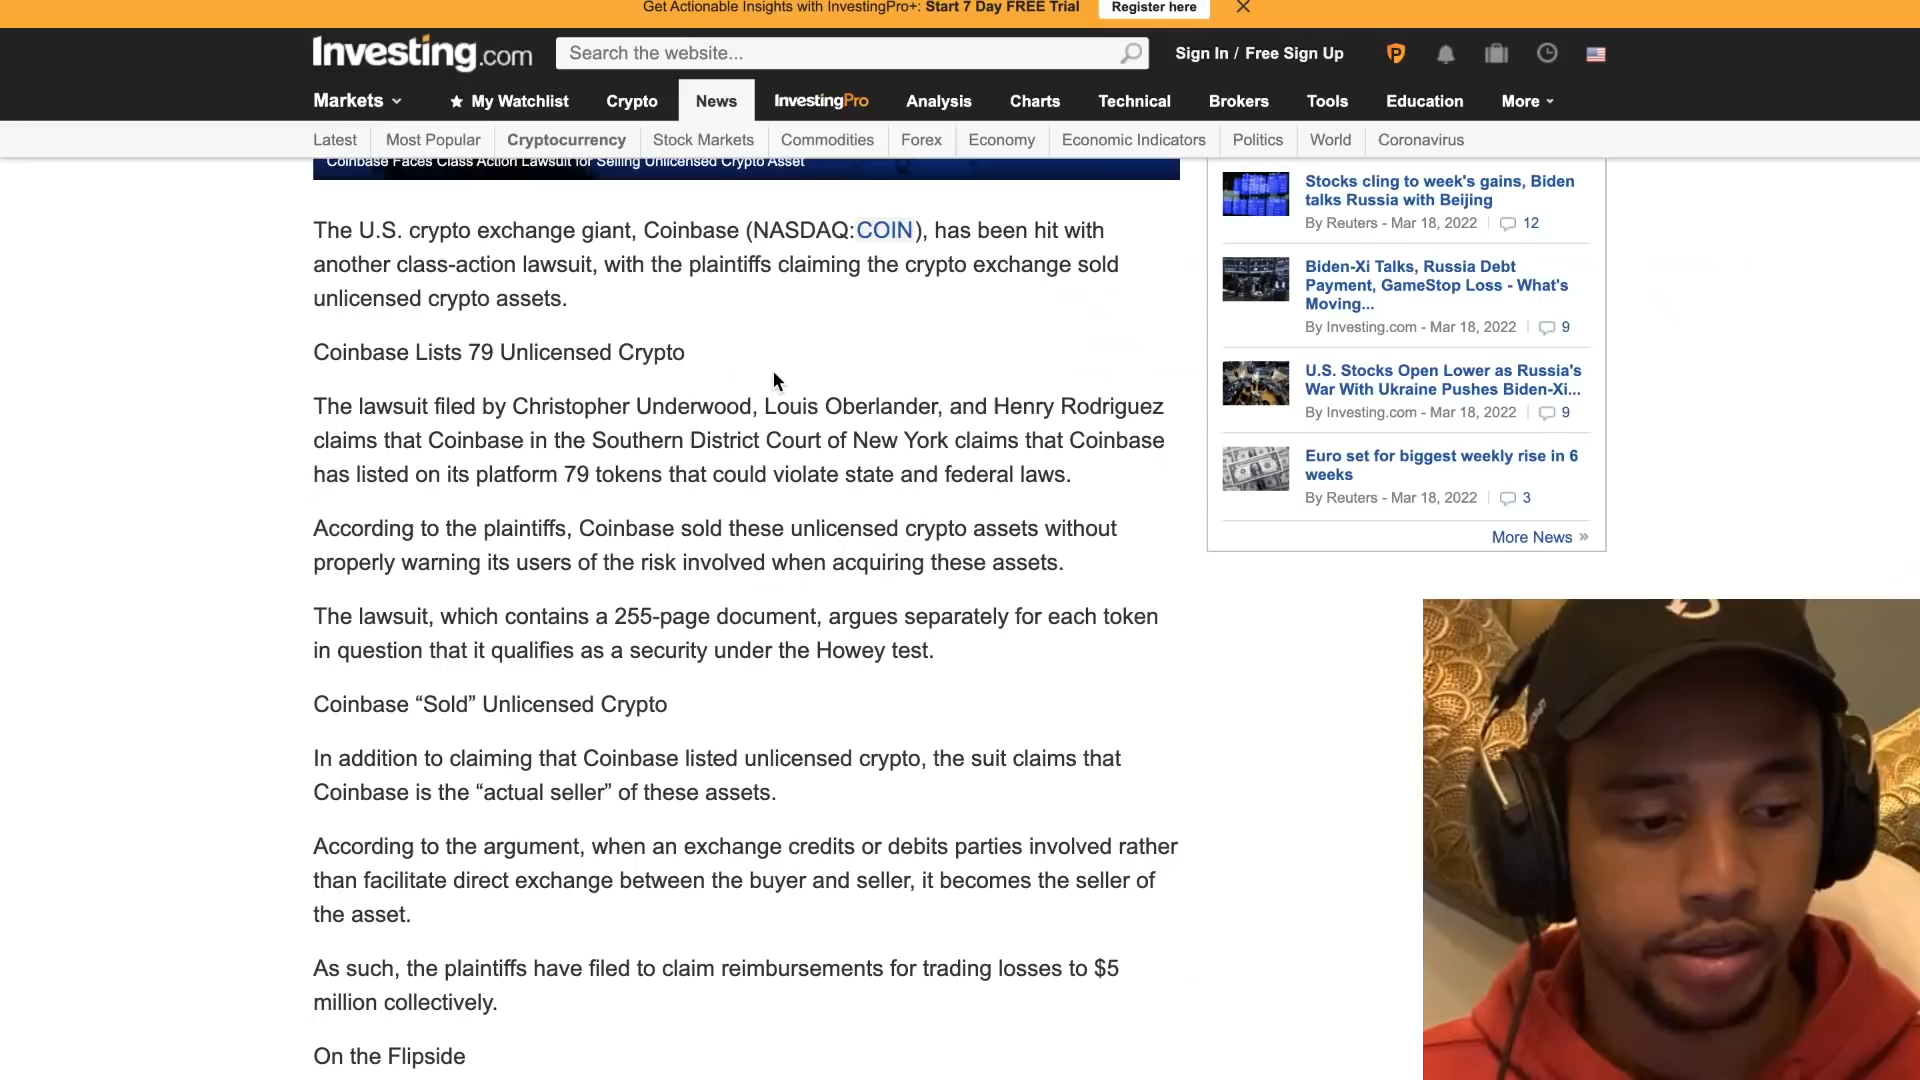 Get Actionable Insights with InvestingPro+: Start 7 Day FREE Trial Register here
Investing.com
Search the website...
Sign In / Free Sign Up
Markets
My Watchlist
Crypto
News
InvestingPro
Analysis
Charts
Technical
Brokers
Tools
Education
More
Latest
Most Popular
Cryptocurrency
Stock Markets
Commodities
Forex
Economy
Economic Indicators
Politics
World
Coronavirus
Coinbase Faces Class Action Lawsuit for Selling Unlicensed Crypto Asset
The U.S. crypto exchange giant, Coinbase (NASDAQ:COIN), has been hit with
another class-action lawsuit, with the plaintiffs claiming the crypto exchange sold
unlicensed crypto assets.
Coinbase Lists 79 Unlicensed Crypto
The lawsuit filed by Christopher Underwood, Louis Oberlander, and Henry Rodriguez
claims that Coinbase in the Southern District Court of New York claims that Coinbase
has listed on its platform 79 tokens that could violate state and federal laws.
According to the plaintiffs, Coinbase sold these unlicensed crypto assets without
properly warning its users of the risk involved when acquiring these assets.
The lawsuit, which contains a 255-page document, argues separately for each token
in question that it qualifies as a security under the Howey test.
Coinbase “Sold” Unlicensed Crypto
In addition to claiming that Coinbase listed unlicensed crypto, the suit claims that
Coinbase is the “actual seller” of these assets.
According to the argument, when an exchange credits or debits parties involved rather
than facilitate direct exchange between the buyer and seller, it becomes the seller of
the asset.
As such, the plaintiffs have filed to claim reimbursements for trading losses to $5
million collectively.
On the Flipside
Stocks cling to week's gains, Biden
talks Russia with Beijing
By Reuters - Mar 18, 2022 12
Biden-Xi Talks, Russia Debt
Payment, GameStop Loss - What's
Moving...
By Investing.com - Mar 18, 2022 9
U.S. Stocks Open Lower as Russia's
War With Ukraine Pushes Biden-Xi...
By Investing.com - Mar 18, 2022 9
Euro set for biggest weekly rise in 6
weeks
By Reuters - Mar 18, 2022 3
More News »